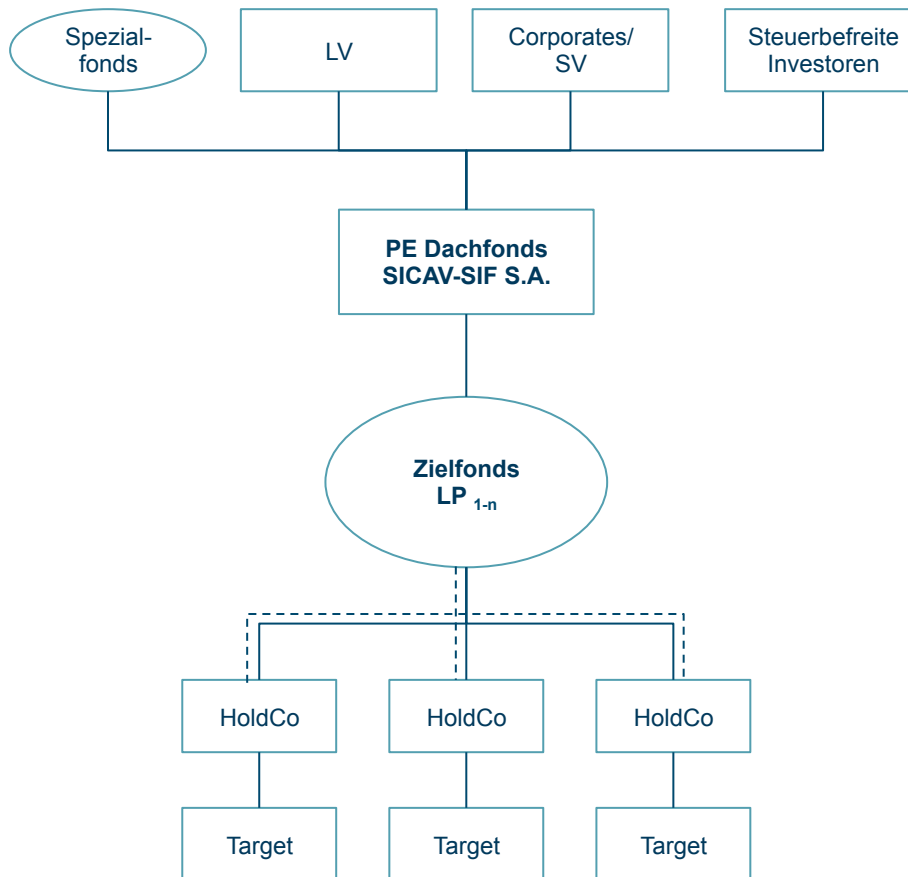 Spezial-
fonds
LV
Corporates/
SV
Steuerbefreite
Investoren
PE Dachfonds
SICAV-SIF S.A.
Zielfonds
LP 1-n
HoldCo
HoldCo
HoldCo
Target
Target
Target